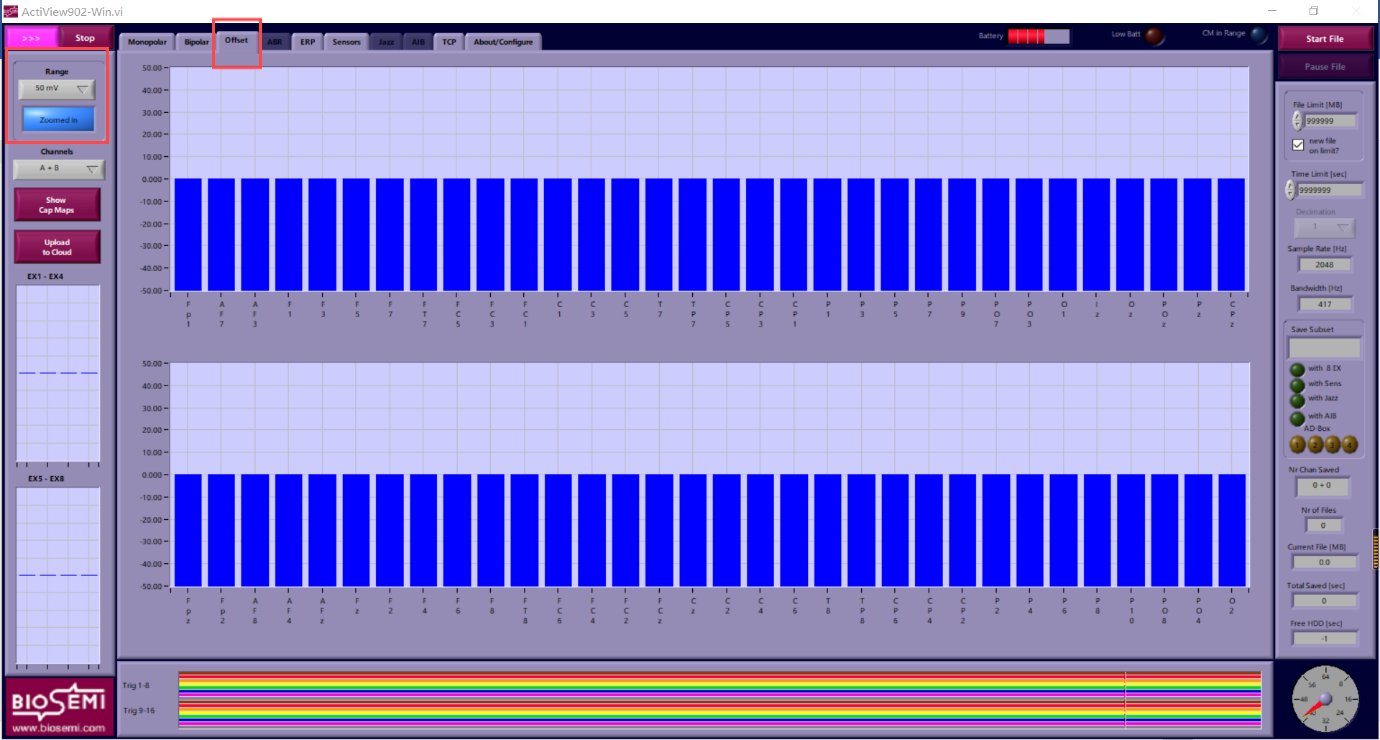 ActiView902-Win.vi
>>> Stop
Monopolar Bipolar Offset ABR ERP Sensors Jazz AIB TCP About/Configure
Battery Low Batt CM in Range
Start File
Pause File
Range
50 mV
Zoomed In
Channels
A + B
Show
Cap Maps
Upload
to Cloud
EX1 - EX4
EX5 - EX8
50.00
40.00
30.00
20.00
10.00
0.000
-10.00
-20.00
-30.00
-40.00
-50.00
Fp1 AF7 AF3 F1 F3 F5 F7 FT7 FC5 FC3 FC1 C1 C3 C5 T7 TP7 CP5 CP3 CP1 P1 P3 P5 P7 P9 PO7 PO3 O1 Iz Oz POz Pz CPz
50.00
40.00
30.00
20.00
10.00
0.000
-10.00
-20.00
-30.00
-40.00
-50.00
Fpz Fp2 AF8 AF4 AFz Fz F2 F4 F6 F8 FT8 FC6 FC4 FC2 FCz Cz C2 C4 C6 T8 TP8 CP6 CP4 CP2 P2 P4 P6 P8 P10 PO8 PO4 O2
Trig 1-8
Trig 9-16
BIOSEMI
www.biosemi.com
File Limit [MB]
999999
new file
on limit?
Time Limit [sec]
9999999
Decimation
1
Sample Rate [Hz]
2048
Bandwidth [Hz]
417
Save Subset
with 8 EX
with Sens
with Jazz
with AIB
AD-Box
1 2 3 4
Nr Chan Saved
0 + 0
Nr of Files
0
Current File [MB]
0.0
Total Saved [sec]
0
Free HDD [sec]
-1
64
56 8
48 16
24
32